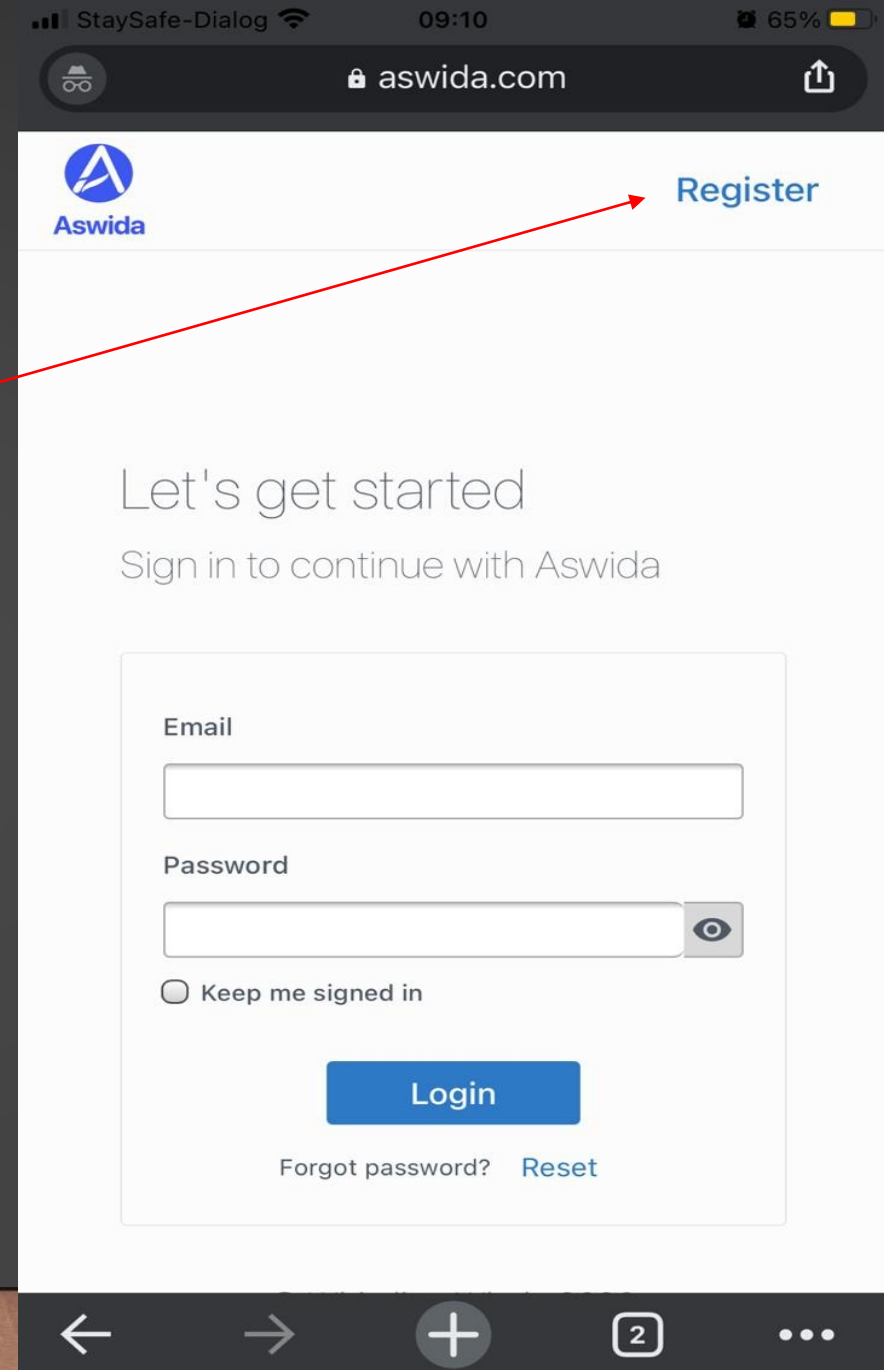 StaySafe-Dialog 09:10 65%
aswida.com
Aswida
Register
Let's get started
Sign in to continue with Aswida
Email
Password
Keep me signed in
Login
Forgot password? Reset
2